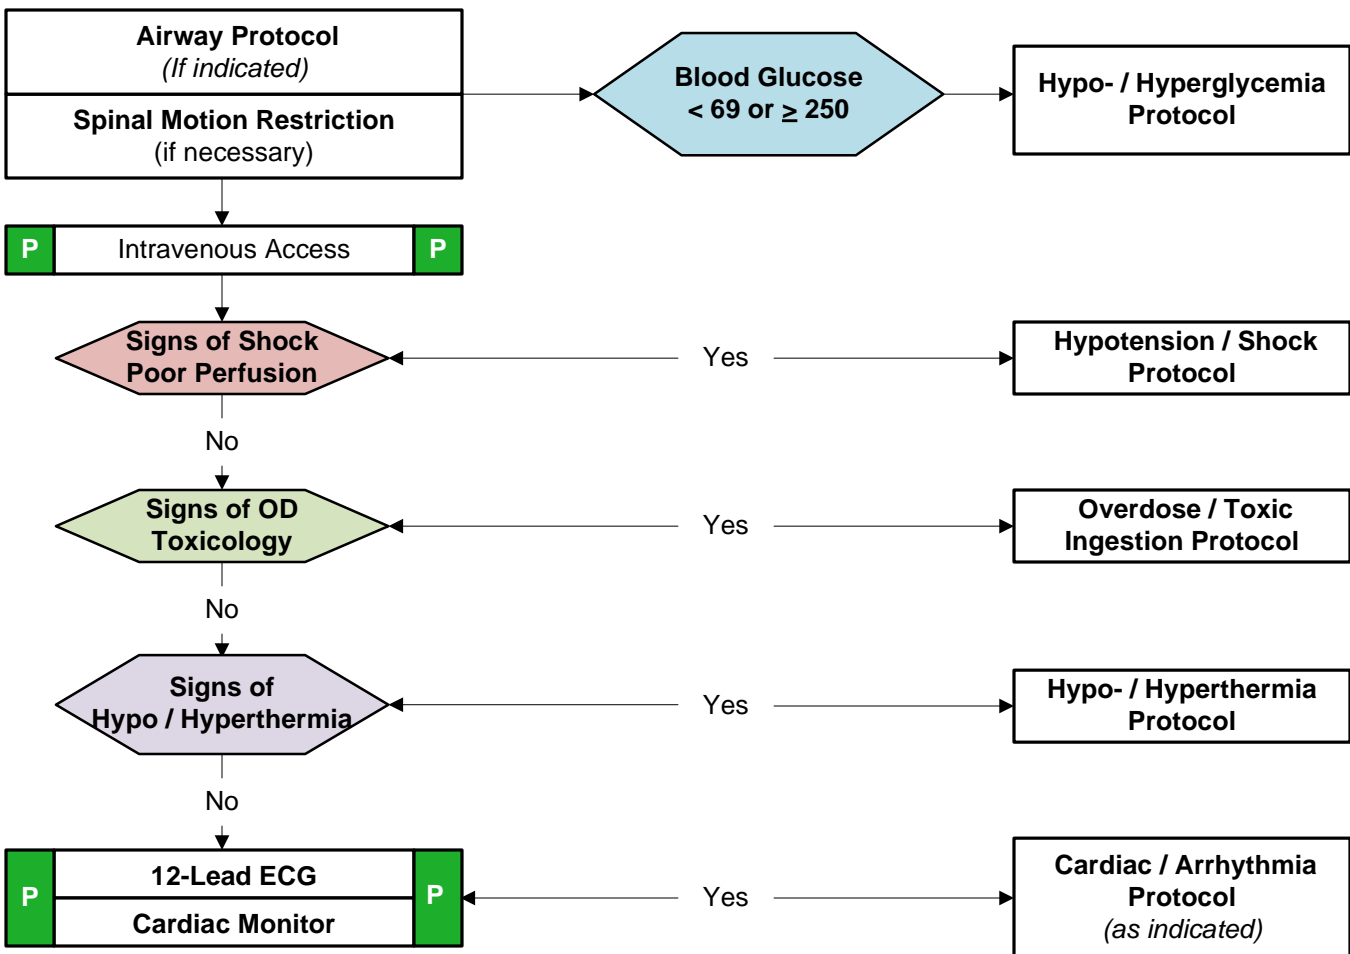 Airway Protocol
(If indicated)
Spinal Motion Restriction
(if necessary)
Blood Glucose
< 69 or ≥ 250
Hypo- / Hyperglycemia
Protocol
P Intravenous Access P
Signs of Shock
Poor Perfusion
Yes
Hypotension / Shock
Protocol
No
Signs of OD
Toxicology
Yes
Overdose / Toxic
Ingestion Protocol
No
Signs of
Hypo / Hyperthermia
Yes
Hypo- / Hyperthermia
Protocol
No
P
12-Lead ECG
Cardiac Monitor
P
Yes
Cardiac / Arrhythmia
Protocol
(as indicated)